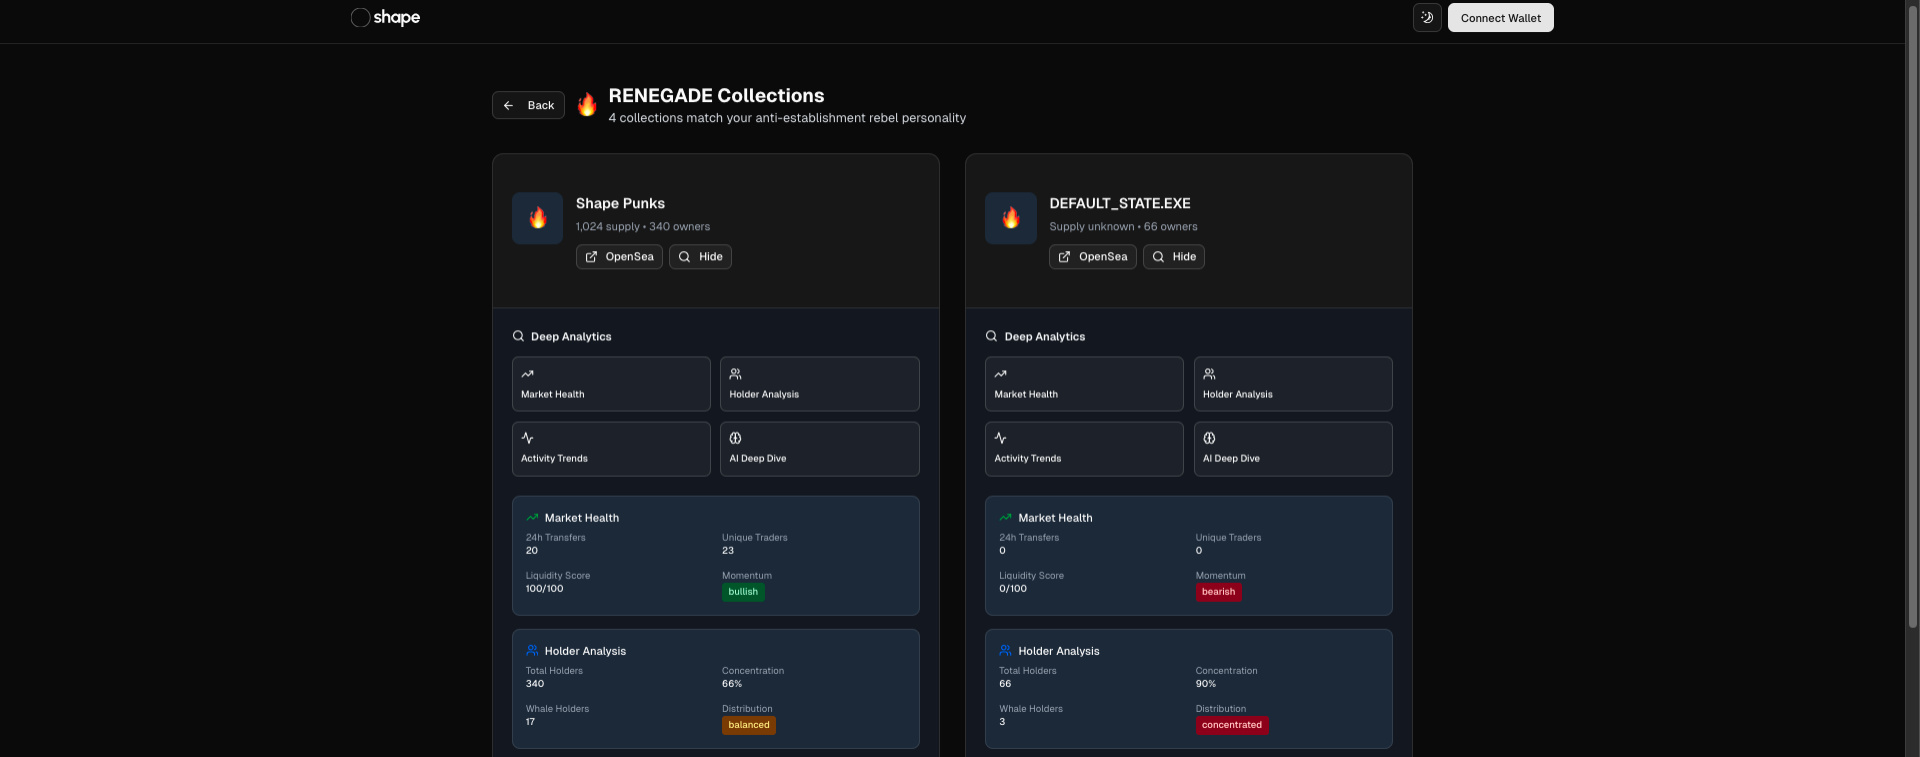 shape
Connect Wallet
Back
RENEGADE Collections
4 collections match your anti-establishment rebel personality
Shape Punks
1,024 supply • 340 owners
OpenSea
Hide
Deep Analytics
Market Health
Holder Analysis
Activity Trends
AI Deep Dive
Market Health
24h Transfers
Unique Traders
20
23
Liquidity Score
Momentum
100/100
bullish
Holder Analysis
Total Holders
Concentration
340
66%
Whale Holders
Distribution
17
balanced
DEFAULT_STATE.EXE
Supply unknown • 66 owners
OpenSea
Hide
Deep Analytics
Market Health
Holder Analysis
Activity Trends
AI Deep Dive
Market Health
24h Transfers
Unique Traders
0
0
Liquidity Score
Momentum
0/100
bearish
Holder Analysis
Total Holders
Concentration
66
90%
Whale Holders
Distribution
3
concentrated